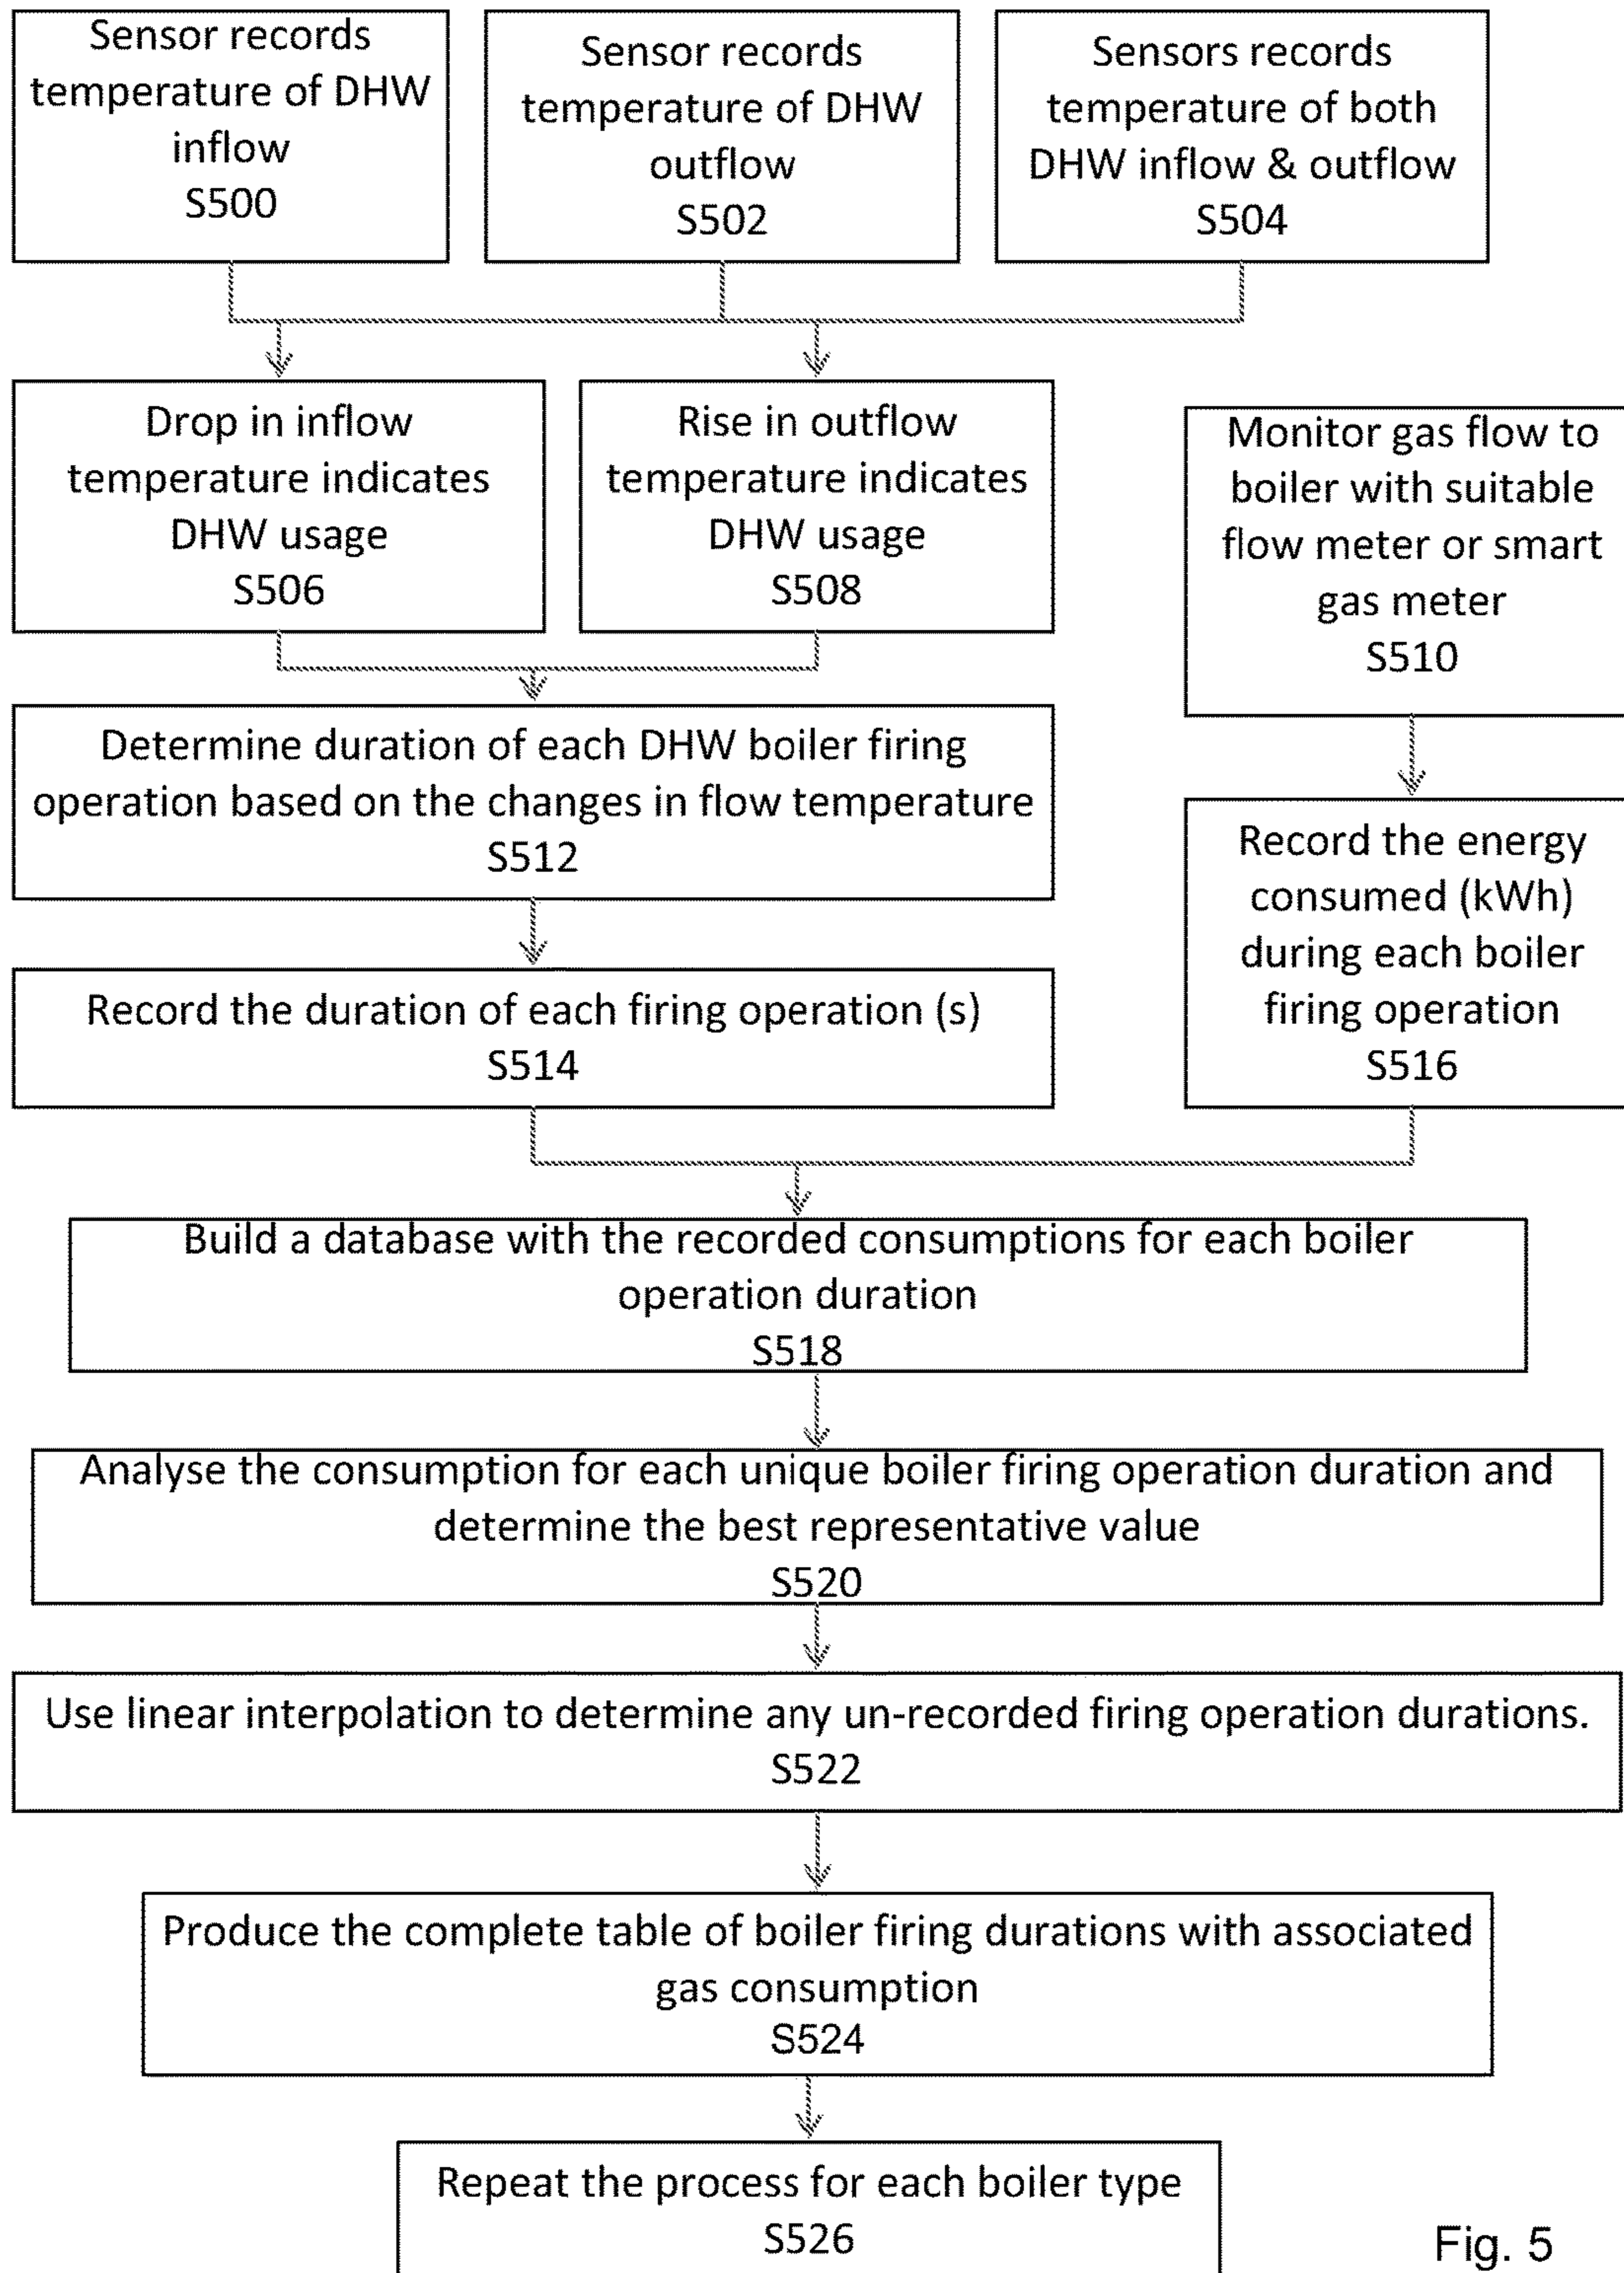 Sensor records
temperature of DHW
inflow
S500
Sensor records
temperature of DHW
outflow
S502
Sensors records
temperature of both
DHW inflow & outflow
S504
Drop in inflow
temperature indicates
DHW usage
S506
Rise in outflow
temperature indicates
DHW usage
S508
Monitor gas flow to
boiler with suitable
flow meter or smart
gas meter
S510
Determine duration of each DHW boiler firing
operation based on the changes in flow temperature
S512
Record the duration of each firing operation (s)
S514
Record the energy
consumed (kWh)
during each boiler
firing operation
S516
Build a database with the recorded consumptions for each boiler
operation duration
S518
Analyse the consumption for each unique boiler firing operation duration and
determine the best representative value
S520
Use linear interpolation to determine any un-recorded firing operation durations.
S522
Produce the complete table of boiler firing durations with associated
gas consumption
S524
Repeat the process for each boiler type
S526
Fig. 5